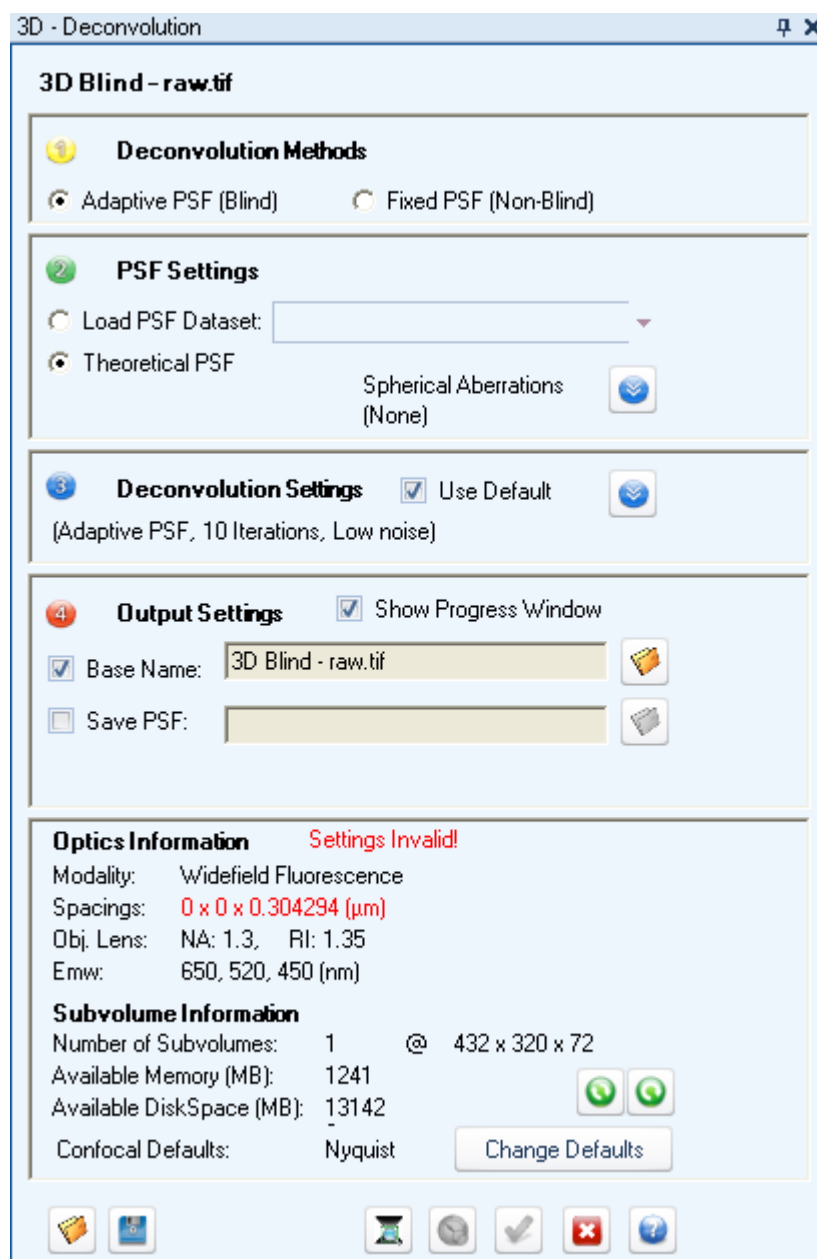 3D - Deconvolution
3D Blind - raw.tif
1 Deconvolution Methods
Adaptive PSF (Blind) Fixed PSF (Non-Blind)
2 PSF Settings
Load PSF Dataset:
Theoretical PSF
Spherical Aberrations
(None)
3 Deconvolution Settings Use Default
(Adaptive PSF, 10 Iterations, Low noise)
4 Output Settings Show Progress Window
Base Name: 3D Blind - raw.tif
Save PSF:
Optics Information Settings Invalid!
Modality: Widefield Fluorescence
Spacings: 0 x 0 x 0.304294 (µm)
Obj. Lens: NA: 1.3, RI: 1.35
Emw: 650, 520, 450 (nm)
Subvolume Information
Number of Subvolumes: 1 @ 432 x 320 x 72
Available Memory (MB): 1241
Available DiskSpace (MB): 13142
Confocal Defaults: Nyquist Change Defaults